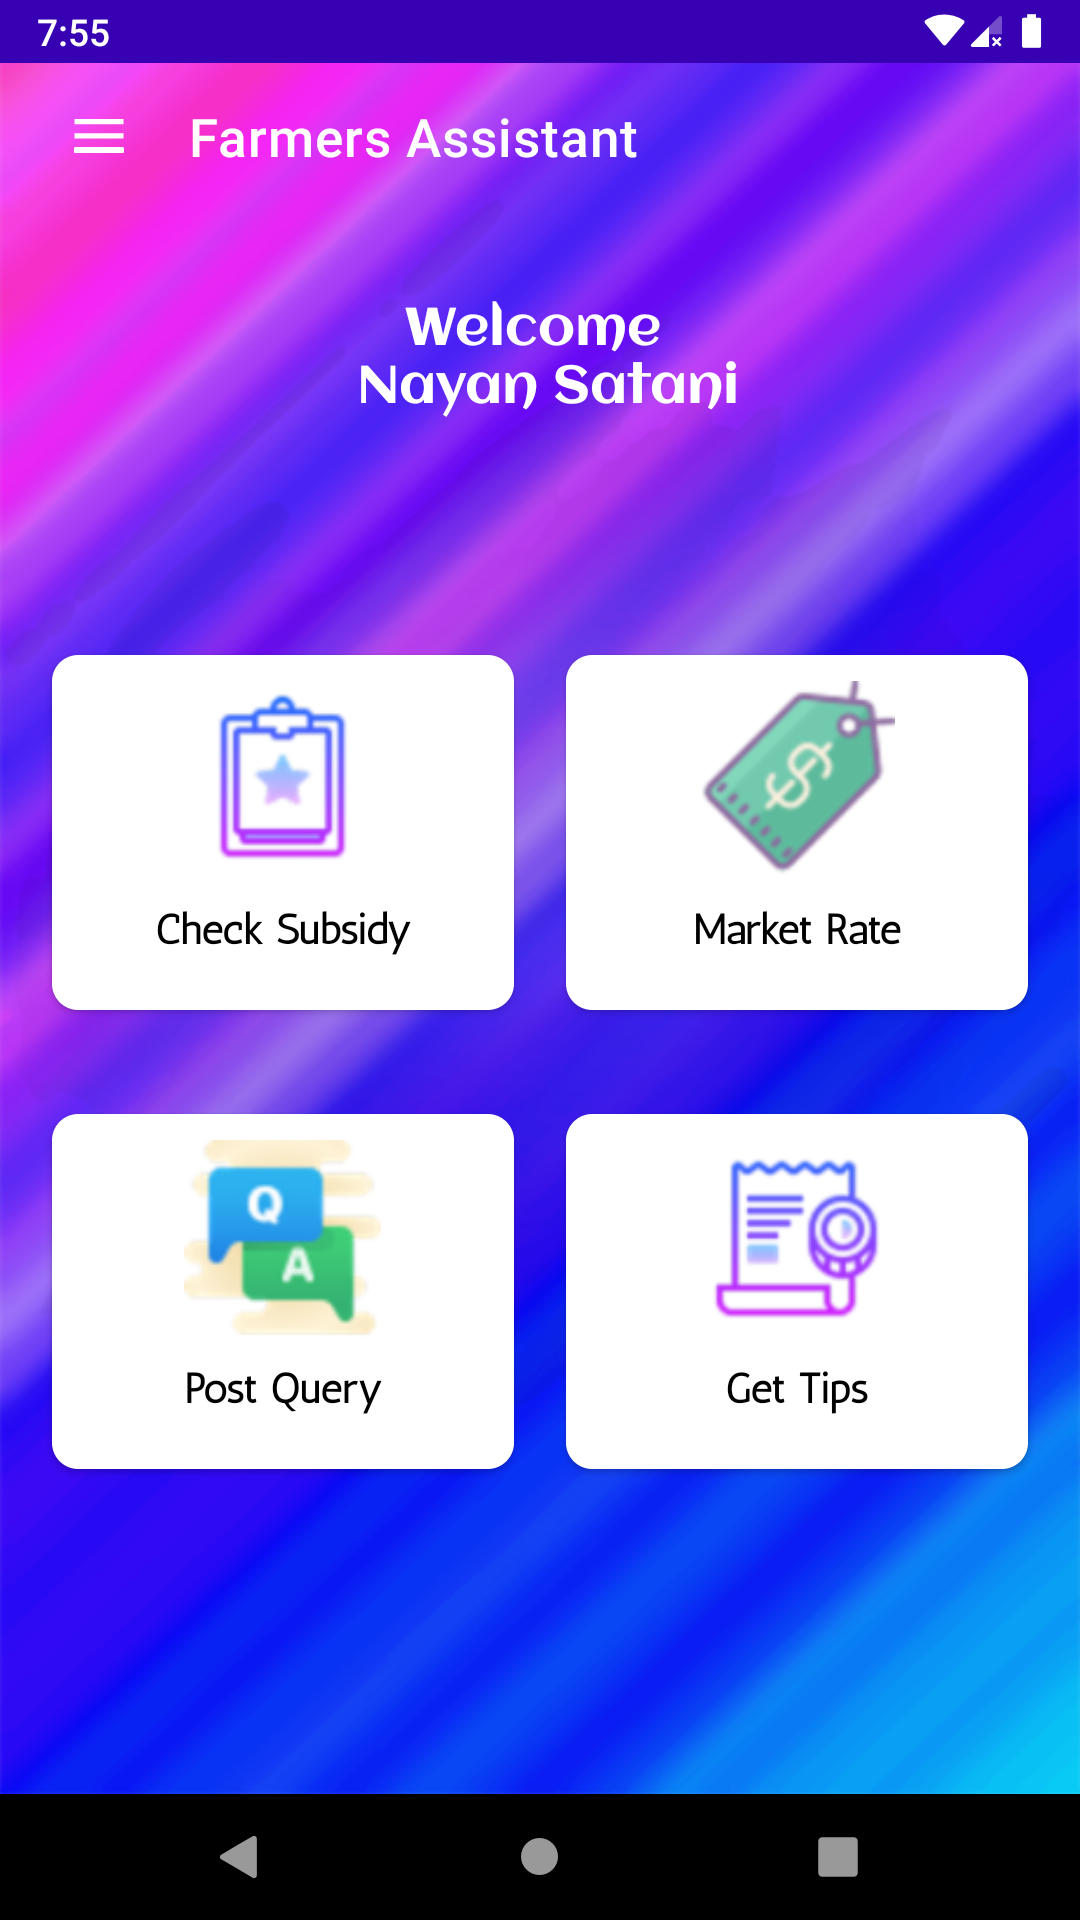 7:55
Farmers Assistant
Welcome
Nayan Satani
Check Subsidy
Market Rate
$
Q
A
Post Query
Get Tips